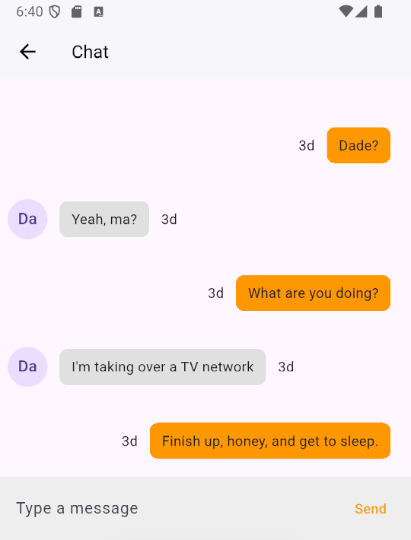 6:40
Chat
3d Dade?
Da Yeah, ma? 3d
3d What are you doing?
Da I'm taking over a TV network 3d
3d Finish up, honey, and get to sleep.
Type a message Send